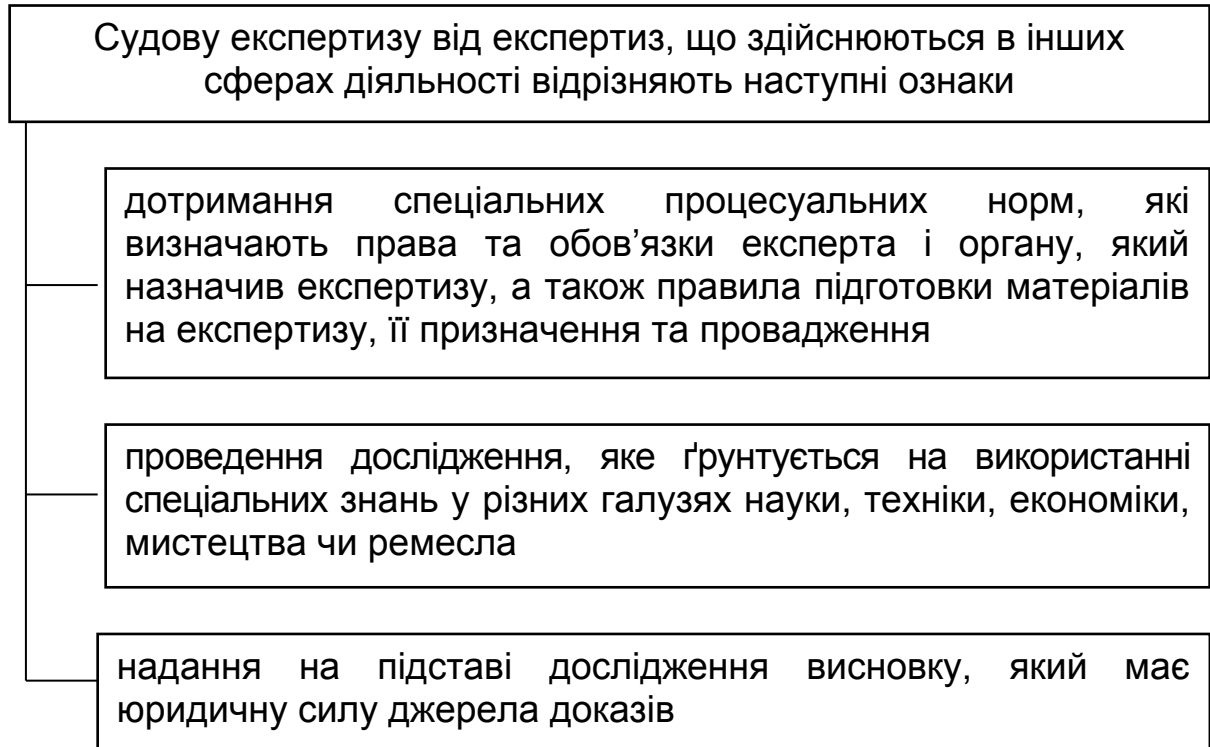 Судову експертизу від експертиз, що здійснюються в інших
сферах діяльності відрізняють наступні ознаки
дотримання спеціальних процесуальних норм, які
визначають права та обов’язки експерта і органу, який
назначив експертизу, а також правила підготовки матеріалів
на експертизу, її призначення та провадження
проведення дослідження, яке ґрунтується на використанні
спеціальних знань у різних галузях науки, техніки, економіки,
мистецтва чи ремесла
надання на підставі дослідження висновку, який має
юридичну силу джерела доказів